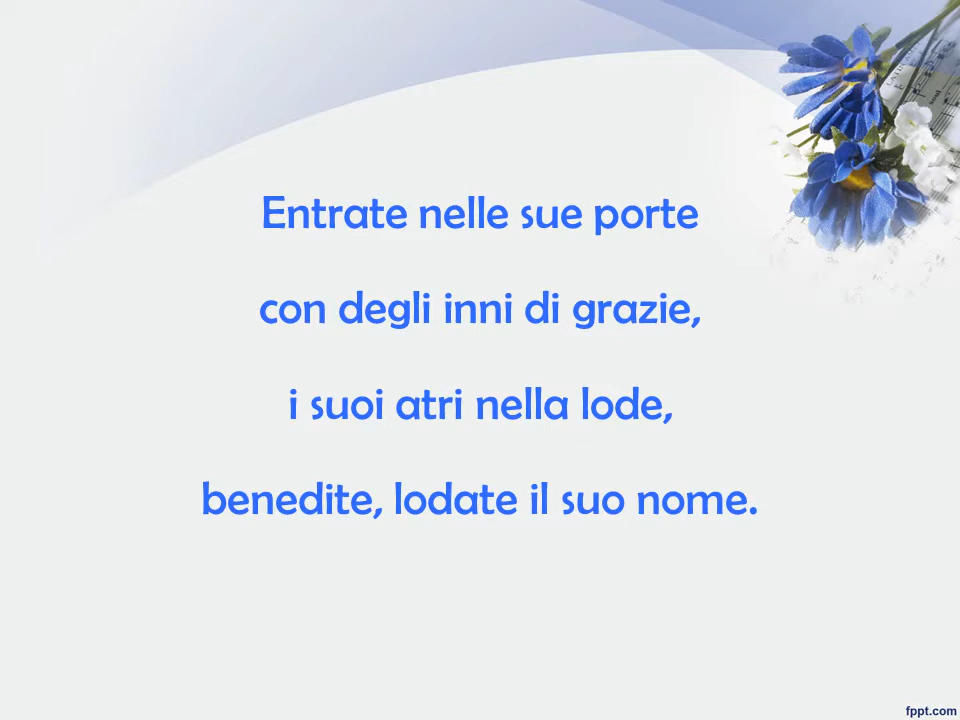 Entrate nelle sue porte
con degli inni di grazie,
i suoi atri nella lode,
benedite, lodate il suo nome.
fppt.com